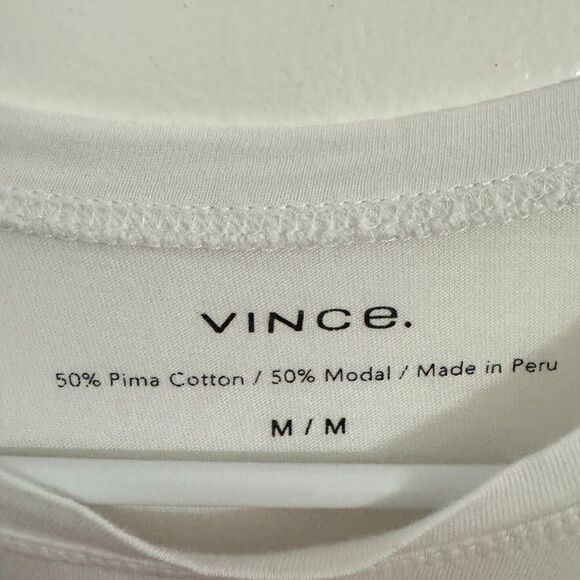 VINCe.
50% Pima Cotton / 50% Modal / Made in Peru
M / M